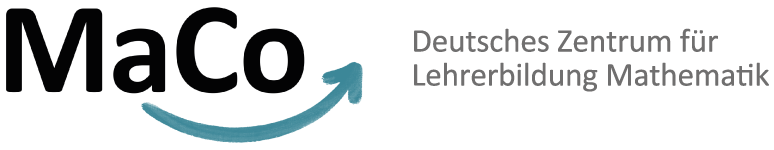 MaCo
Deutsches Zentrum für
Lehrerbildung Mathematik